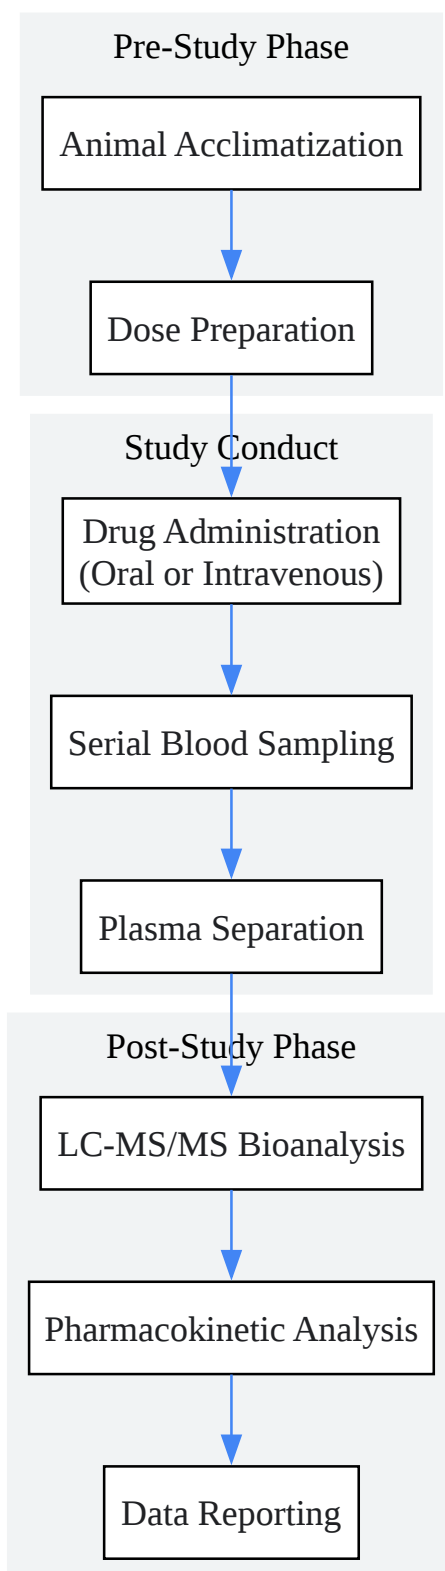 Pre-Study Phase
Animal Acclimatization
Dose Preparation
Study Conduct
Drug Administration
(Oral or Intravenous)
Serial Blood Sampling
Plasma Separation
Post-Study Phase
LC-MS/MS Bioanalysis
Pharmacokinetic Analysis
Data Reporting